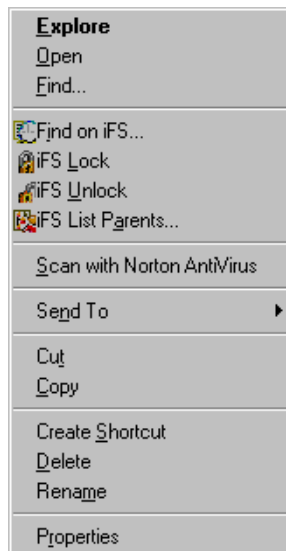 Explore
Open
Find...
Find on iFS...
iFS Lock
iFS Unlock
iFS List Parents...
Scan with Norton AntiVirus
Send To
Cut
Copy
Create Shortcut
Delete
Rename
Properties